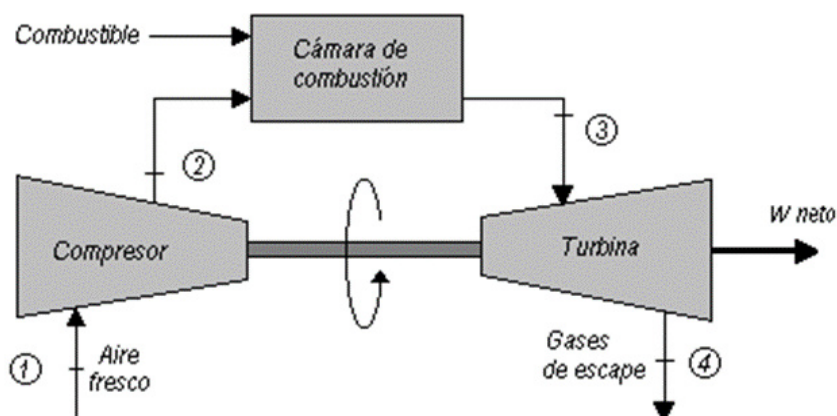 Combustible
Cámara de
combustión
②
③
Compresor
Turbina
W neto
①
Aire
fresco
Gases
de escape
④